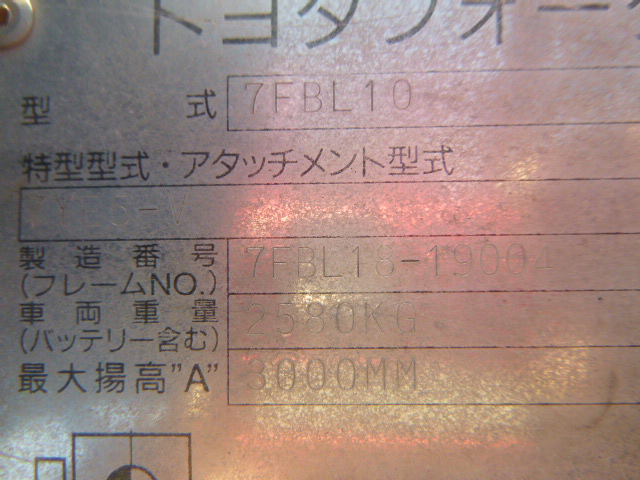 トヨタフォーク
型 式 7FBL10
特型型式・アタッチメント型式
製造番号 7FBL18-19004
(フレームNO.)
車両重量 2580KG
(バッテリー含む)
最大揚高"A" 3000MM